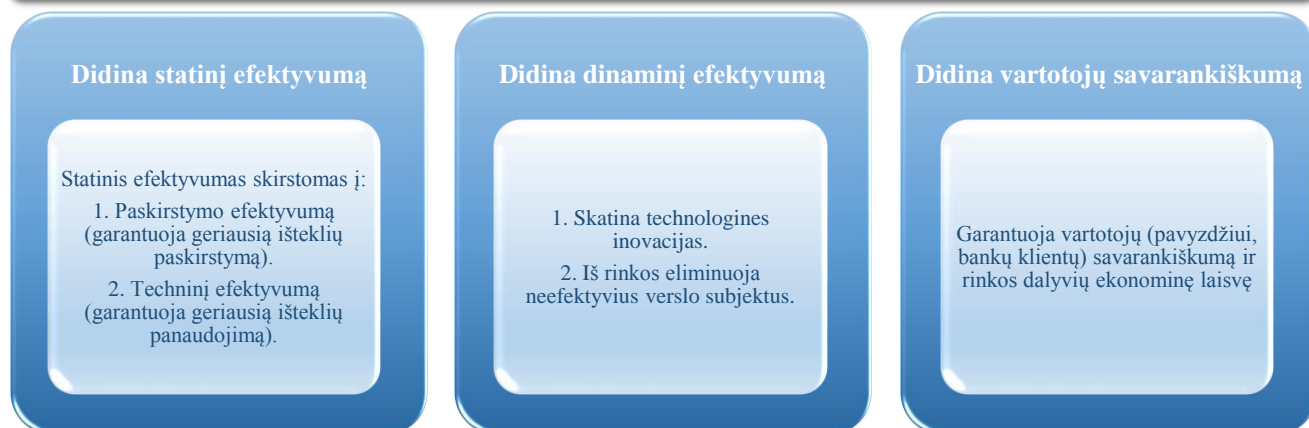 Didina statinį efektyvumą
Statinis efektyvumas skirstomas į:
1. Paskirstymo efektyvumą
(garantuoja geriausią išteklių
paskirstymą).
2. Techninį efektyvumą
(garantuoja geriausią išteklių
panaudojimą).
Didina dinaminį efektyvumą
1. Skatina technologines
inovacijas.
2. Iš rinkos eliminuoja
neefektyvius verslo subjektus.
Didina vartotojų savarankiškumą
Garantuoja vartotojų (pavyzdžiui,
bankų klientų) savarankiškumą ir
rinkos dalyvių ekonominę laisvę